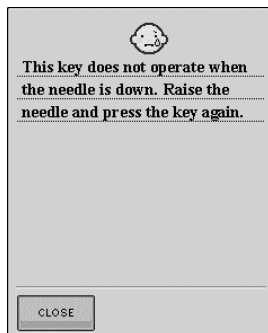 This key does not operate when
the needle is down. Raise the
needle and press the key again.
CLOSE